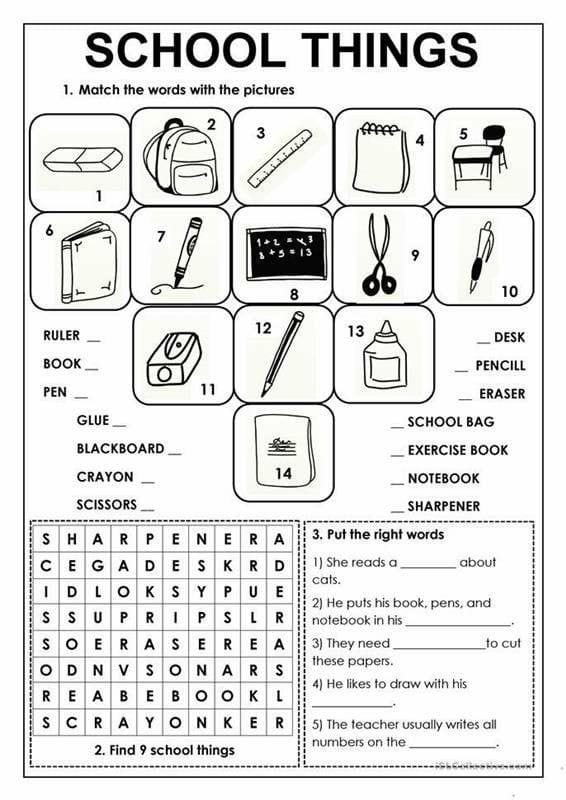 SCHOOL THINGS
1. Match the words with the pictures
1
2
3
4
5
6
7
1 + 2 = 3
8 + 5 = 13
8
9
10
RULER __
BOOK __
PEN __
11
12
13
__ DESK
__ PENCILL
__ ERASER
GLUE __
BLACKBOARD __
CRAYON __
SCISSORS __
14
__ SCHOOL BAG
__ EXERCISE BOOK
__ NOTEBOOK
__ SHARPENER
S H A R P E N E R A
C E G A D E S K R D
I D L O K S Y P U E
S S U P R I P S L R
S O E R A S E R E A
O D N V S O N A R S
R E A B E B O O K L
S C R A Y O N K E R
2. Find 9 school things
3. Put the right words
1) She reads a _________ about
cats.
2) He puts his book, pens, and
notebook in his _________________.
3) They need ______________to cut
these papers.
4) He likes to draw with his
_____________.
5) The teacher usually writes all
numbers on the ______________.
iSLCollective.com